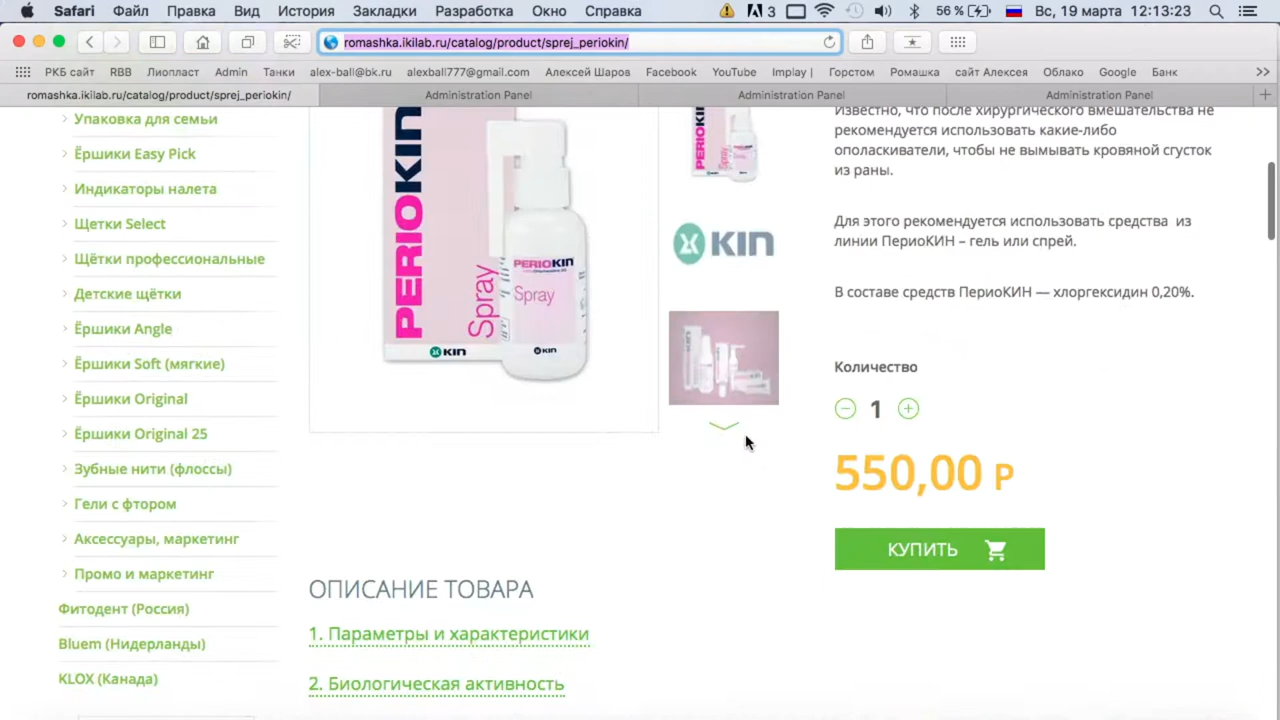 Safari Файл Правка Вид История Закладки Разработка Окно Справка 3 56 % Вс, 19 марта 12:13:23
romashka.ikilab.ru/catalog/product/sprej_periokin/
РКБ сайт RBB Лиопласт Admin Танки alex-ball@bk.ru alexball777@gmail.com Алексей Шаров Facebook YouTube Implay | Горстом Ромашка сайт Алексея Облако Google Банк
romashka.ikilab.ru/catalog/product/sprej_periokin/ Administration Panel Administration Panel Administration Panel
Упаковка для семьи
Ёршики Easy Pick
Индикаторы налета
Щетки Select
Щётки профессиональные
Детские щётки
Ёршики Angle
Ёршики Soft (мягкие)
Ёршики Original
Ёршики Original 25
Зубные нити (флоссы)
Гели с фтором
Аксессуары, маркетинг
Промо и маркетинг
Фитодент (Россия)
Bluem (Нидерланды)
KLOX (Канада)
PERIOKIN
Spray
KIN
PERIOKIN
Spray
KIN
KIN
Известно, что после хирургического вмешательства не
рекомендуется использовать какие-либо
ополаскиватели, чтобы не вымывать кровяной сгусток
из раны.
Для этого рекомендуется использовать средства из
линии ПериоКИН – гель или спрей.
В составе средств ПериоКИН — хлоргексидин 0,20%.
Количество
1
550,00 Р
КУПИТЬ
ОПИСАНИЕ ТОВАРА
1. Параметры и характеристики
2. Биологическая активность